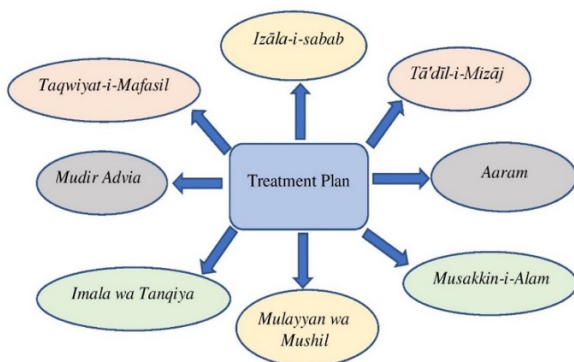 Izāla-i-sabab
Taqwiyat-i-Mafasil
Tā'dīl-i-Mizāj
Mudir Advia
Treatment Plan
Aaram
Imala wa Tanqiya
Musakkin-i-Alam
Mulayyan wa
Mushil